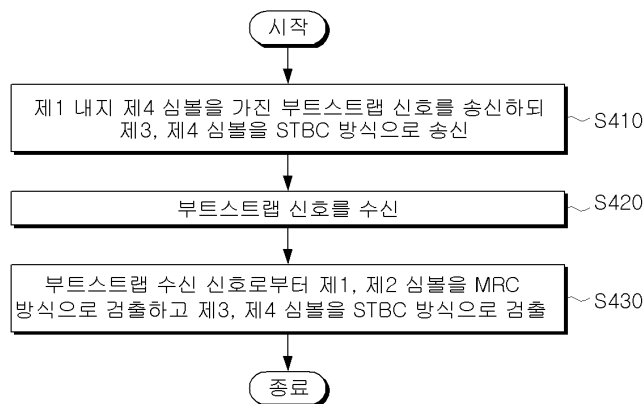 시작
제1 내지 제4 심볼을 가진 부트스트랩 신호를 송신하되
제3, 제4 심볼을 STBC 방식으로 송신
S410
부트스트랩 신호를 수신
S420
부트스트랩 수신 신호로부터 제1, 제2 심볼을 MRC
방식으로 검출하고 제3, 제4 심볼을 STBC 방식으로 검출
S430
종료